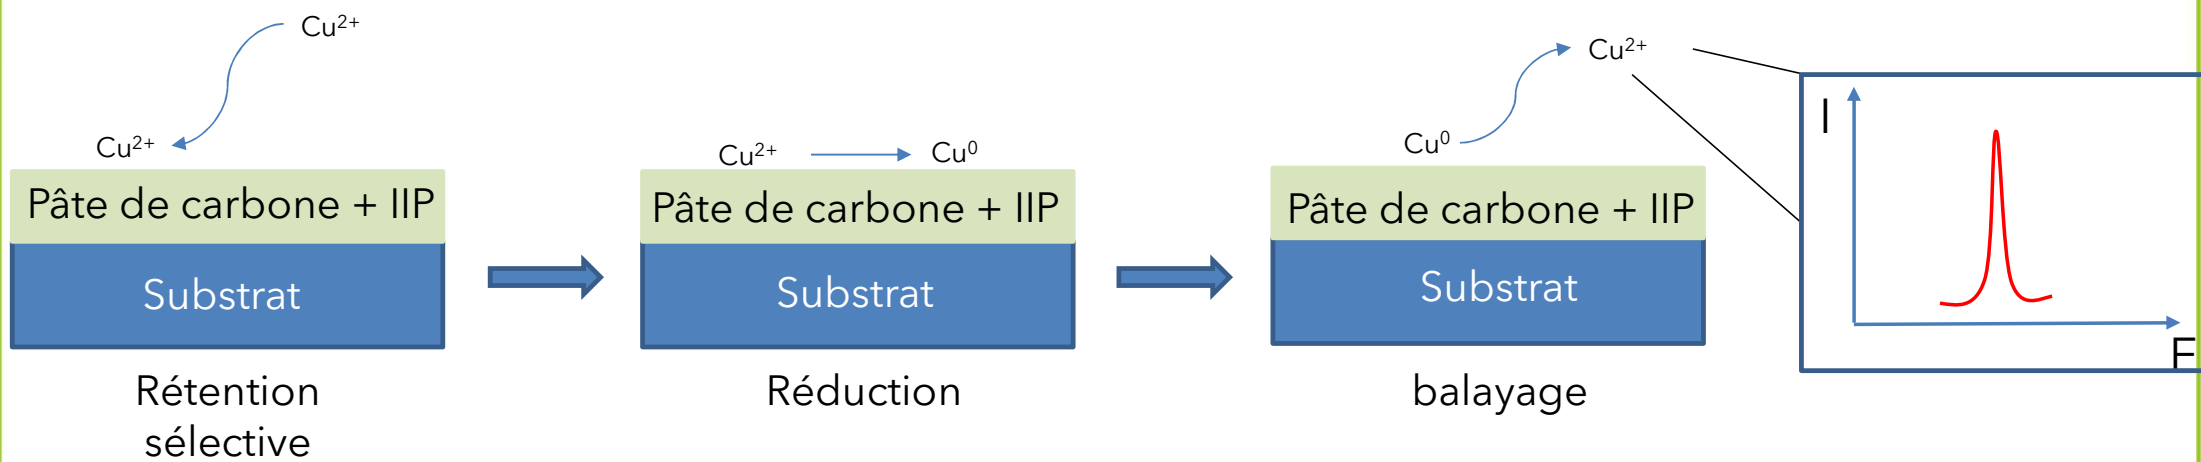 Cu²⁺
Cu²⁺
Pâte de carbone + IIP
Substrat
Rétention
sélective
Cu²⁺
Cu⁰
Pâte de carbone + IIP
Substrat
Réduction
Cu²⁺
Cu⁰
Pâte de carbone + IIP
Substrat
balayage
I